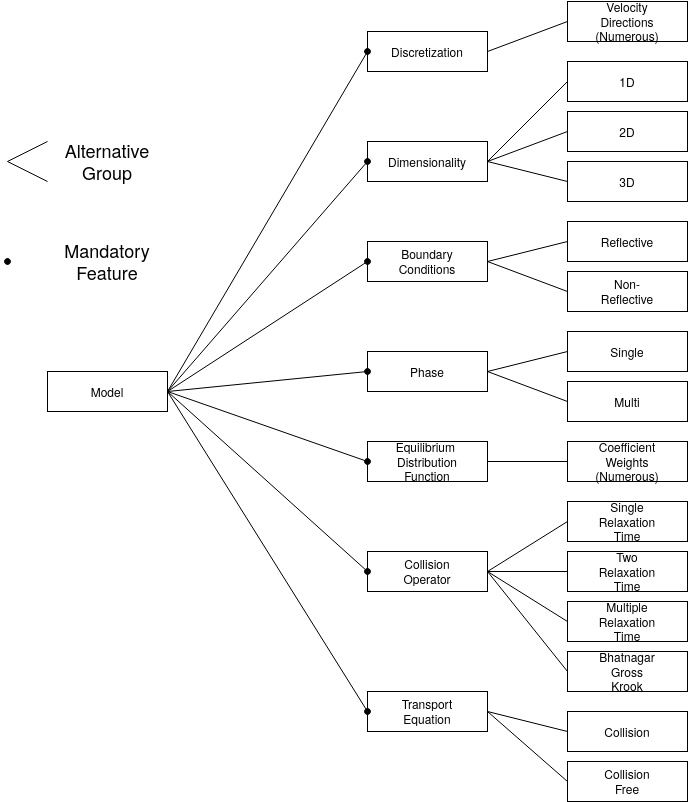 Velocity
Directions
(Numerous)
Discretization
1D
Alternative
Group
Dimensionality
2D
3D
Mandatory
Feature
Boundary
Conditions
Reflective
Non-
Reflective
Model
Phase
Single
Multi
Equilibrium
Distribution
Function
Coefficient
Weights
(Numerous)
Collision
Operator
Single
Relaxation
Time
Two
Relaxation
Time
Multiple
Relaxation
Time
Bhatnagar
Gross
Krook
Transport
Equation
Collision
Collision
Free